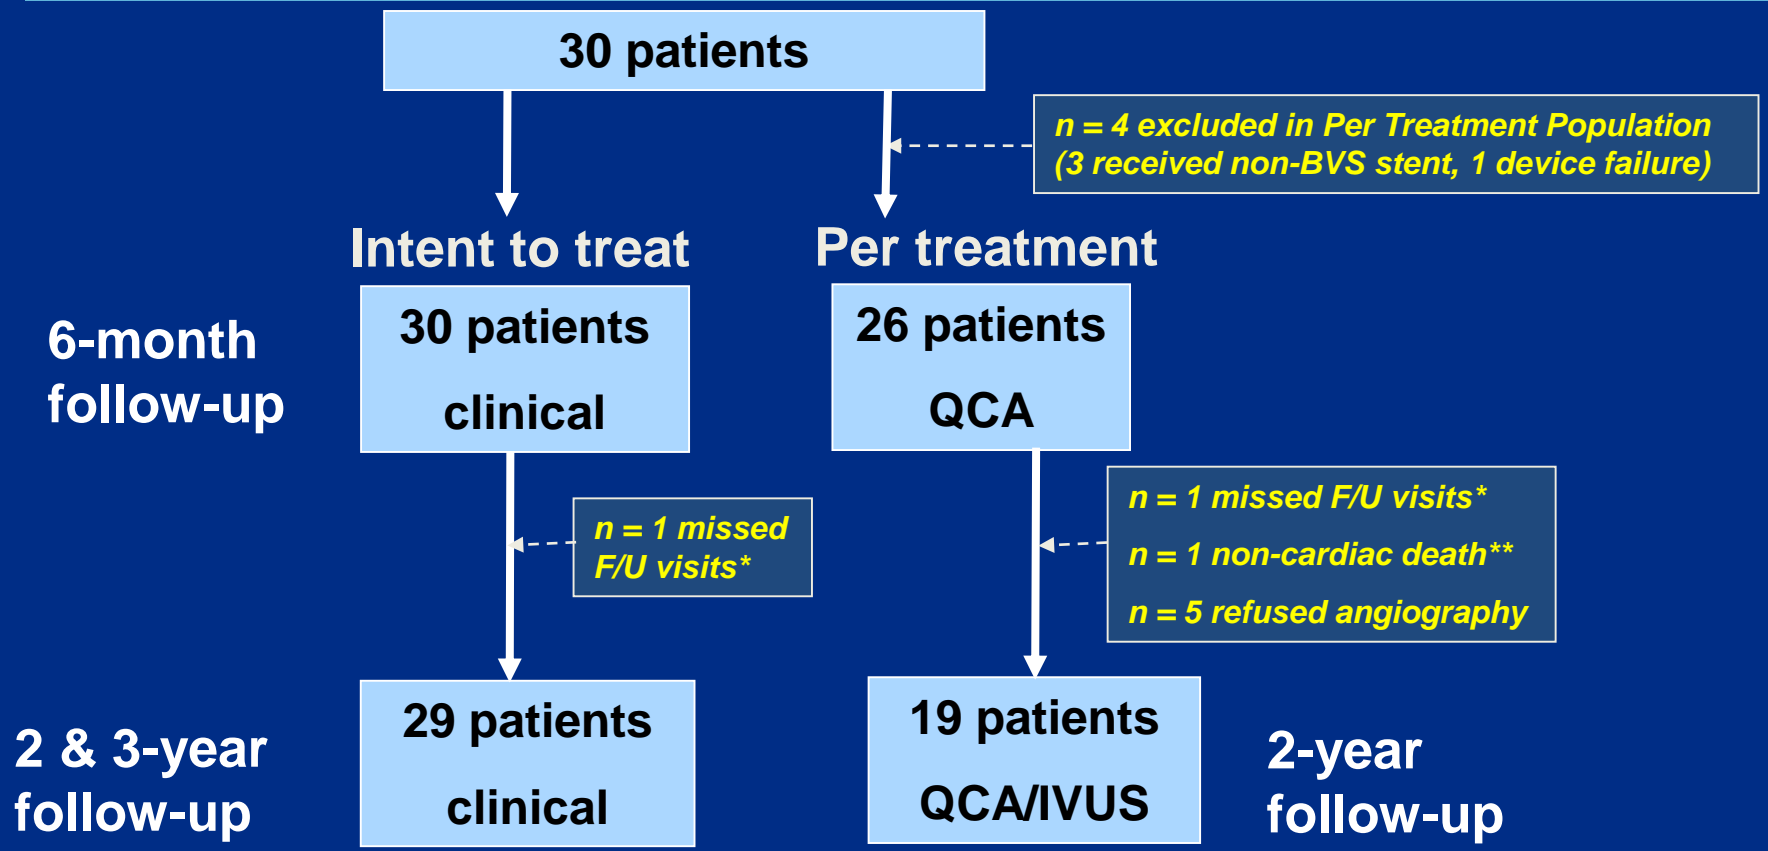 30 patients
n = 4 excluded in Per Treatment Population
(3 received non-BVS stent, 1 device failure)
Intent to treat
Per treatment
6-month
follow-up
30 patients
clinical
26 patients
QCA
n = 1 missed
F/U visits*
n = 1 missed F/U visits*
n = 1 non-cardiac death**
n = 5 refused angiography
2 & 3-year
follow-up
29 patients
clinical
19 patients
QCA/IVUS
2-year
follow-up